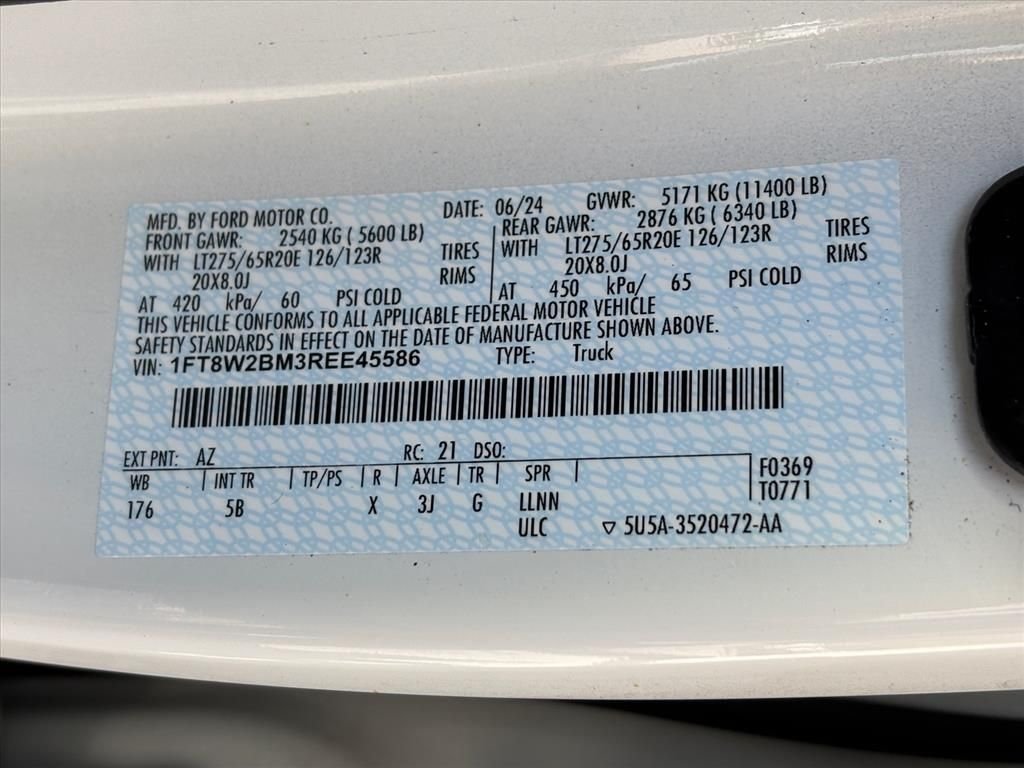 MFD. BY FORD MOTOR CO. DATE: 06/24 GVWR: 5171 KG (11400 LB)
FRONT GAWR: 2540 KG ( 5600 LB) REAR GAWR: 2876 KG ( 6340 LB)
WITH LT275/65R20E 126/123R TIRES WITH LT275/65R20E 126/123R TIRES
20X8.0J RIMS 20X8.0J RIMS
AT 420 kPa/ 60 PSI COLD AT 450 kPa/ 65 PSI COLD
THIS VEHICLE CONFORMS TO ALL APPLICABLE FEDERAL MOTOR VEHICLE
SAFETY STANDARDS IN EFFECT ON THE DATE OF MANUFACTURE SHOWN ABOVE.
VIN: 1FT8W2BM3REE45586 TYPE: Truck
EXT PNT: AZ RC: 21 DSO:
WB INT TR TP/PS R AXLE TR SPR F0369
176 5B X 3J G LLNN T0771
ULC ▽ 5U5A-3520472-AA